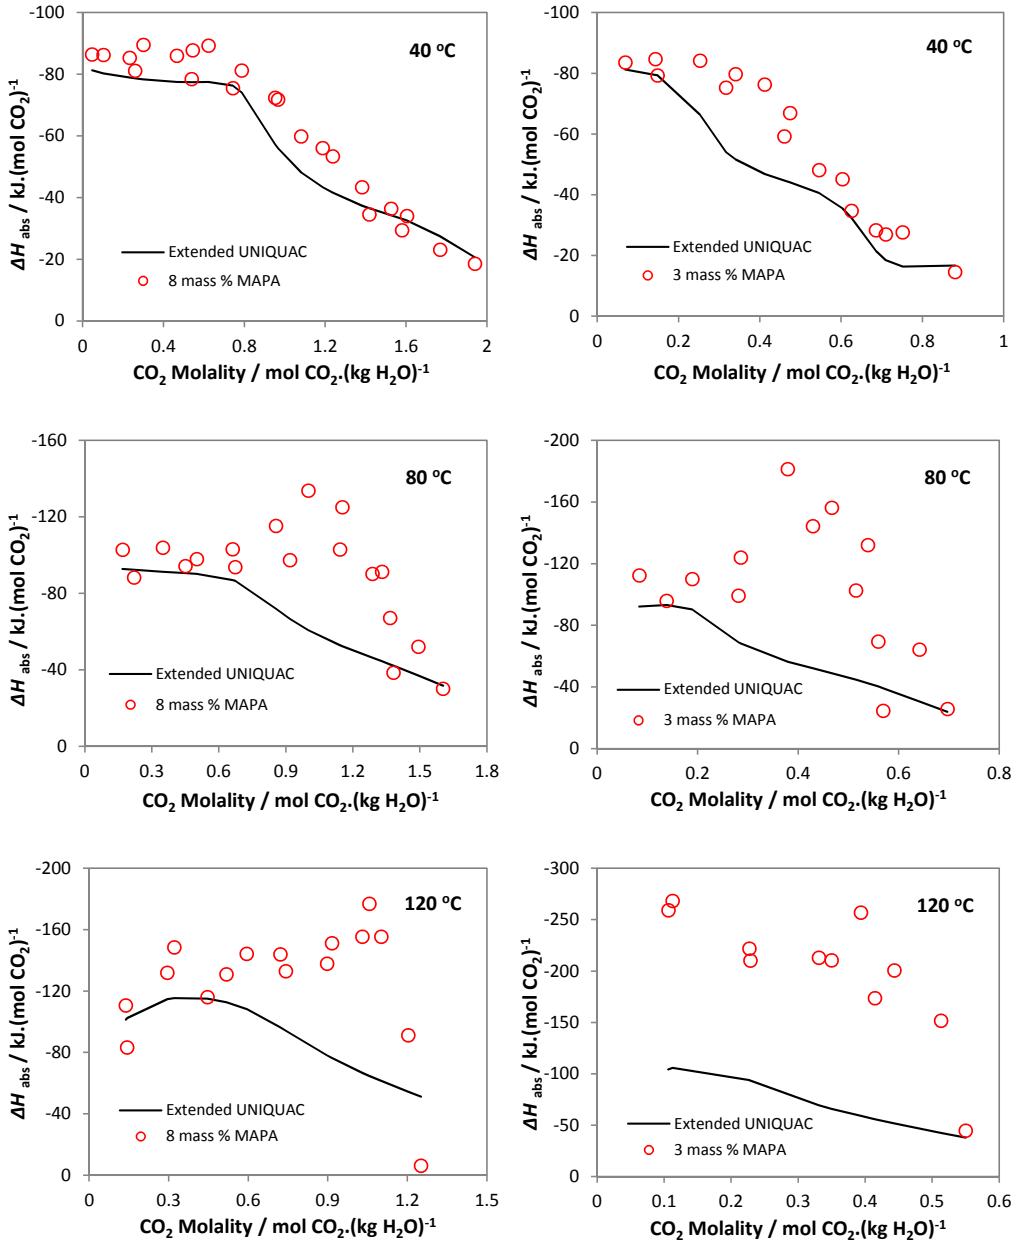 -100
-80
-60
-40
-20
0
0
0.4
0.8
1.2
1.6
2
ΔH abs / kJ.(mol CO2)-1
CO2 Molality / mol CO2.(kg H2O)-1
40 oC
Extended UNIQUAC
8 mass % MAPA
-100
-80
-60
-40
-20
0
0
0.2
0.4
0.6
0.8
1
ΔH abs / kJ.(mol CO2)-1
CO2 Molality / mol CO2.(kg H2O)-1
40 oC
Extended UNIQUAC
3 mass % MAPA
-160
-120
-80
-40
0
0
0.3
0.6
0.9
1.2
1.5
1.8
ΔH abs / kJ.(mol CO2)-1
CO2 Molality / mol CO2.(kg H2O)-1
80 oC
Extended UNIQUAC
8 mass % MAPA
-200
-160
-120
-80
-40
0
0
0.2
0.4
0.6
0.8
ΔH abs / kJ.(mol CO2)-1
CO2 Molality / mol CO2.(kg H2O)-1
80 oC
Extended UNIQUAC
3 mass % MAPA
-200
-160
-120
-80
-40
0
0
0.3
0.6
0.9
1.2
1.5
ΔH abs / kJ.(mol CO2)-1
CO2 Molality / mol CO2.(kg H2O)-1
120 oC
Extended UNIQUAC
8 mass % MAPA
-300
-250
-200
-150
-100
-50
0
0
0.1
0.2
0.3
0.4
0.5
0.6
ΔH abs / kJ.(mol CO2)-1
CO2 Molality / mol CO2.(kg H2O)-1
120 oC
Extended UNIQUAC
3 mass % MAPA